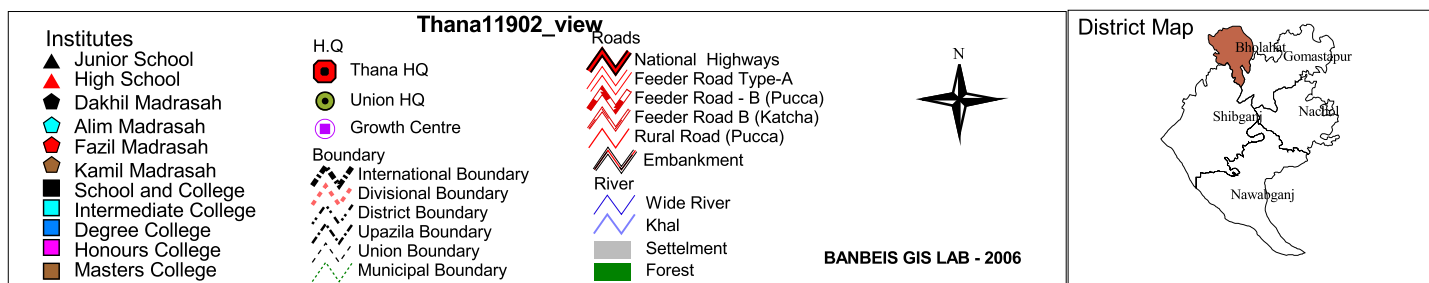 Thana11902_view
Institutes
Junior School
High School
Dakhil Madrasah
Alim Madrasah
Fazil Madrasah
Kamil Madrasah
School and College
Intermediate College
Degree College
Honours College
Masters College
H.Q
Thana HQ
Union HQ
Growth Centre
Boundary
International Boundary
Divisional Boundary
District Boundary
Upazila Boundary
Union Boundary
Municipal Boundary
Roads
National Highways
Feeder Road Type-A
Feeder Road - B (Pucca)
Feeder Road B (Katcha)
Rural Road (Pucca)
Embankment
River
Wide River
Khal
Settelment
Forest
N
BANBEIS GIS LAB - 2006
District Map
Bholahat
Gomastapur
Shibganj
Nachol
Nawabganj